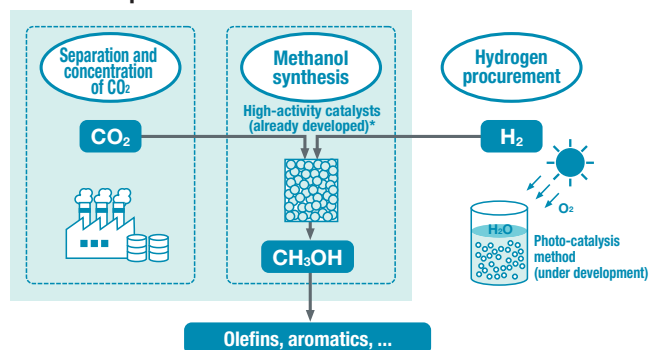 Separation and
concentration
of CO₂
Methanol
synthesis
Hydrogen
procurement
High-activity catalysts
(already developed)*
CO₂
H₂
O₂
H₂O
Photo-catalysis
method
(under development)
CH₃OH
Olefins, aromatics, ...